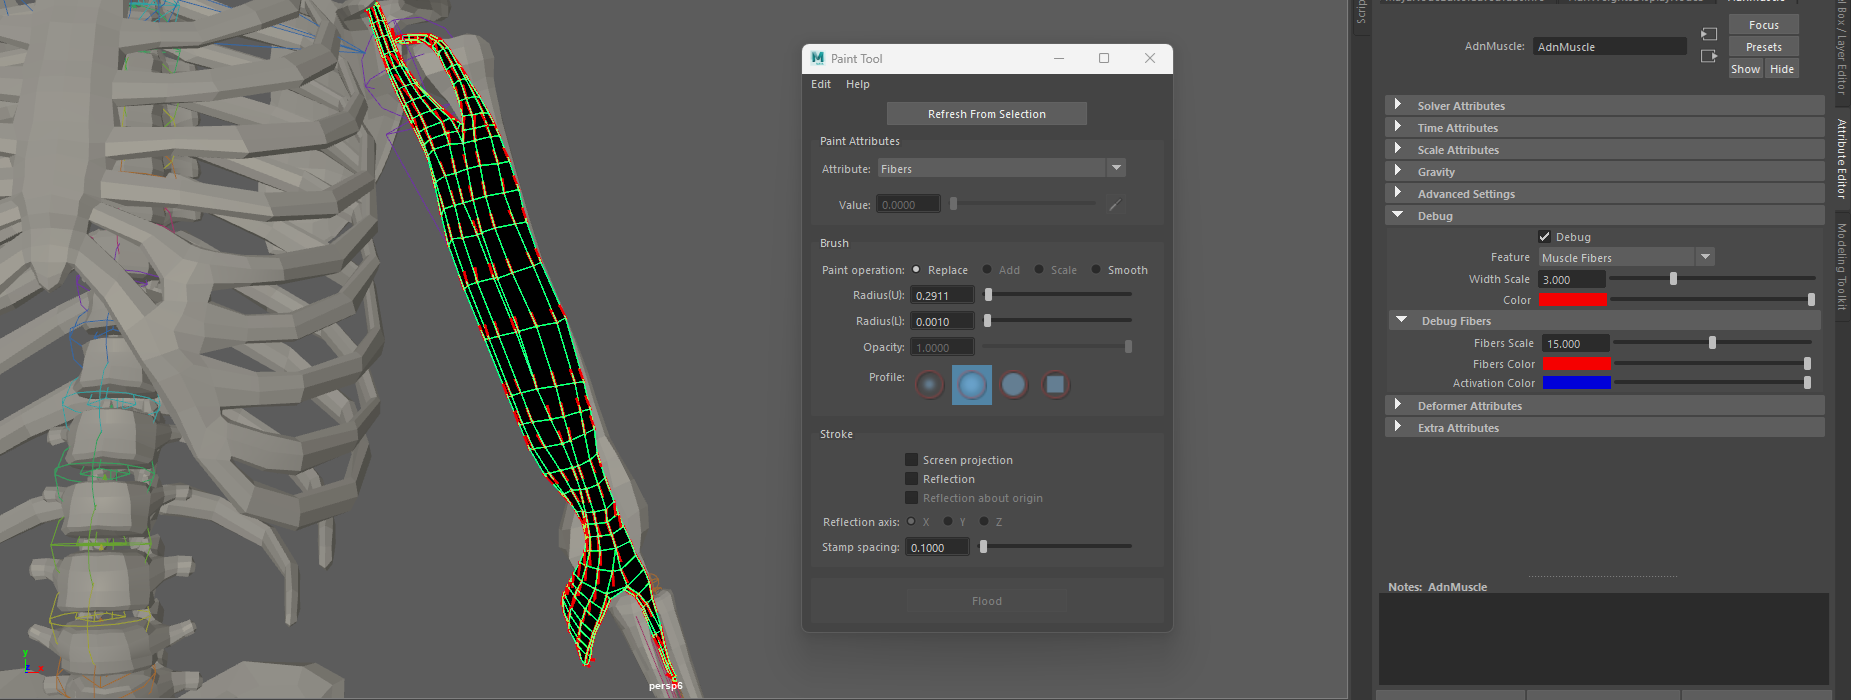 Paint Tool
Edit Help
Refresh From Selection
Paint Attributes
Attribute: Fibers
Value: 0.0000
Brush
Paint operation: Replace Add Scale Smooth
Radius(U): 0.2911
Radius(L): 0.0010
Opacity: 1.0000
Profile:
Stroke
Screen projection
Reflection
Reflection about origin
Reflection axis: X Y Z
Stamp spacing: 0.1000
Flood
persp6
y
z
x
Scrip
AdnMuscle: AdnMuscle
Focus
Presets
Show Hide
Solver Attributes
Time Attributes
Scale Attributes
Gravity
Advanced Settings
Debug
Debug
Feature Muscle Fibers
Width Scale 3.000
Color
Debug Fibers
Fibers Scale 15.000
Fibers Color
Activation Color
Deformer Attributes
Extra Attributes
Notes: AdnMuscle
Box / Layer Editor
Attribute Editor
Modeling Toolkit